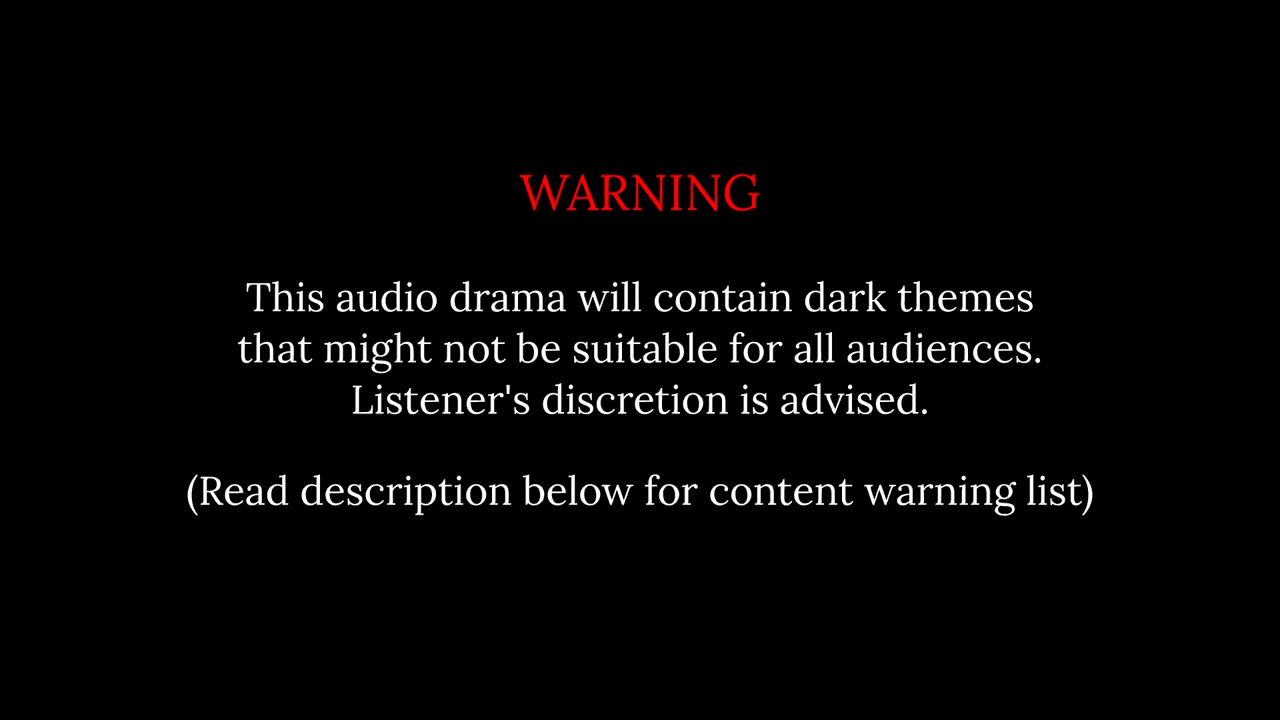 WARNING
This audio drama will contain dark themes
that might not be suitable for all audiences.
Listener's discretion is advised.
(Read description below for content warning list)